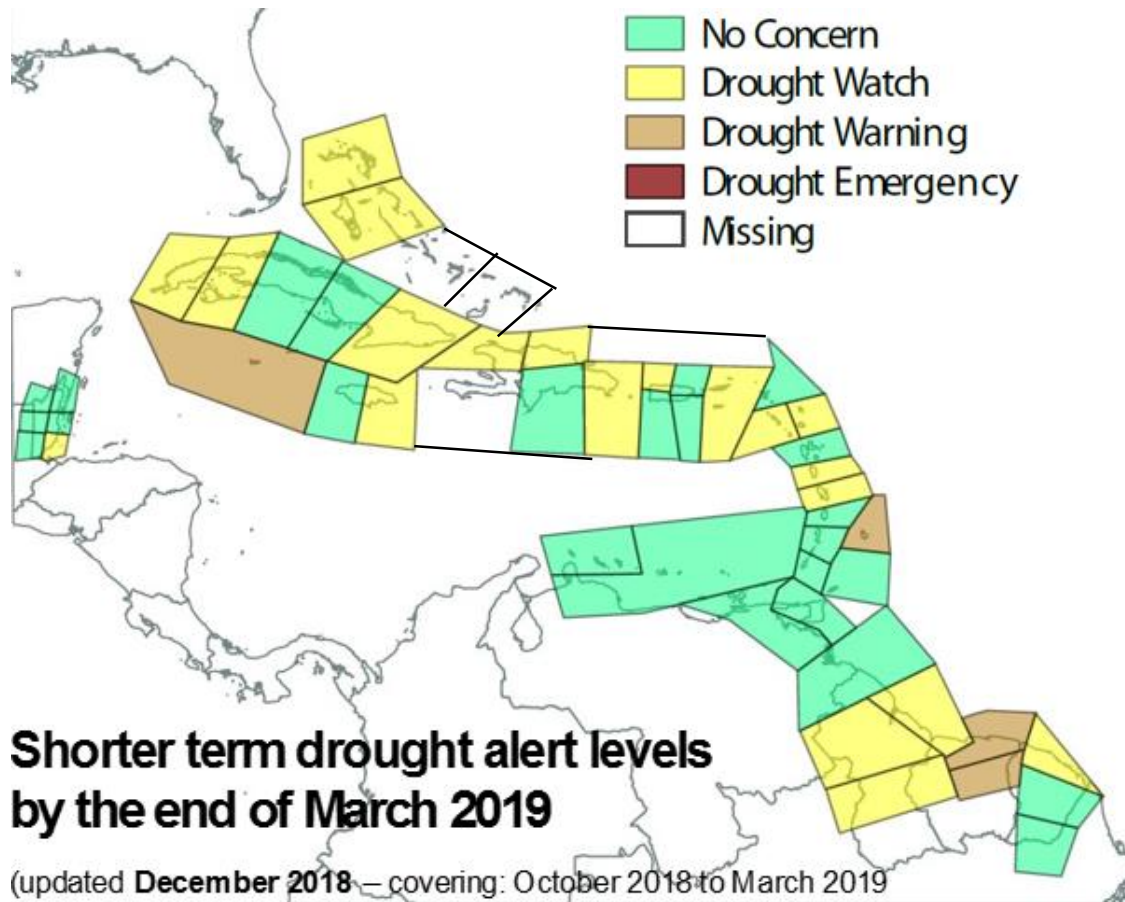 No Concern
Drought Watch
Drought Warning
Drought Emergency
Missing
Shorter term drought alert levels
by the end of March 2019
(updated December 2018 – covering: October 2018 to March 2019